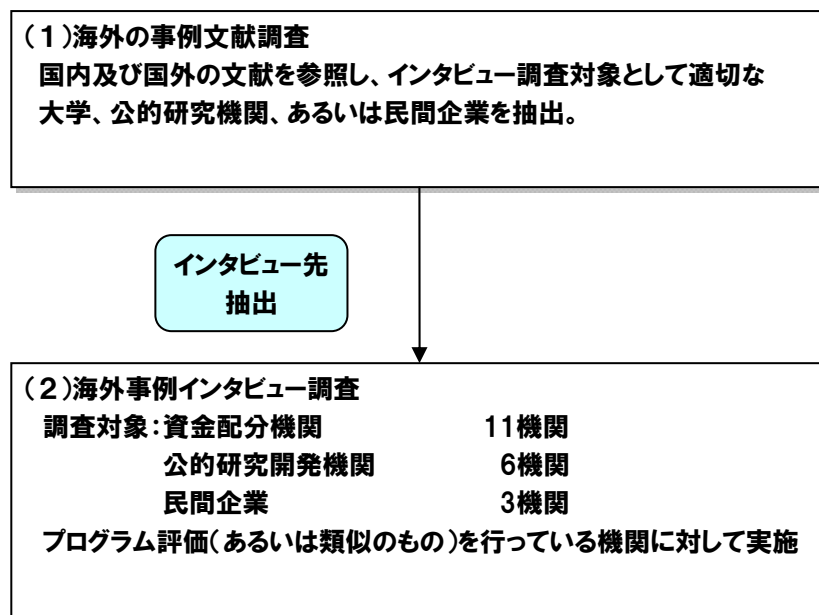 (1)海外の事例文献調査
国内及び国外の文献を参照し、インタビュー調査対象として適切な
大学、公的研究機関、あるいは民間企業を抽出。
インタビュー先
抽出
(2)海外事例インタビュー調査
調査対象:資金配分機関 11機関
公的研究開発機関 6機関
民間企業 3機関
プログラム評価(あるいは類似のもの)を行っている機関に対して実施